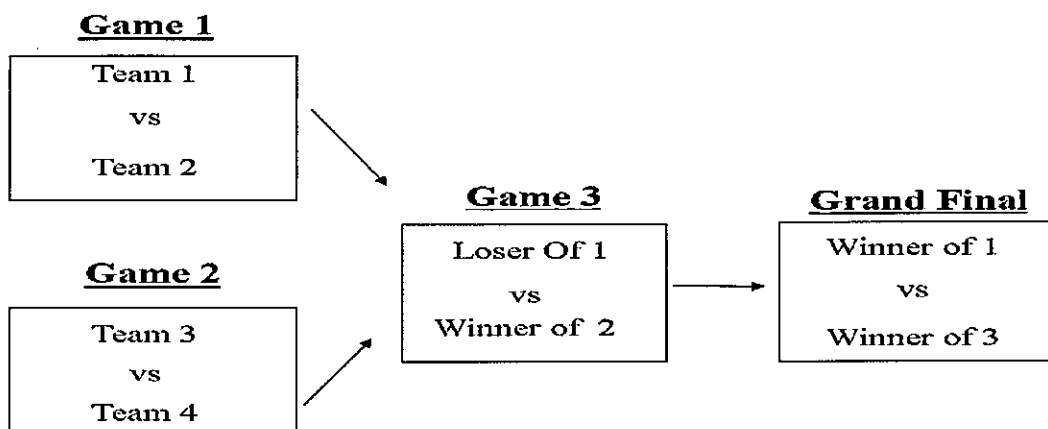 Game 1
Team 1
vs
Team 2
Game 2
Team 3
vs
Team 4
Game 3
Loser Of 1
vs
Winner of 2
Grand Final
Winner of 1
vs
Winner of 3